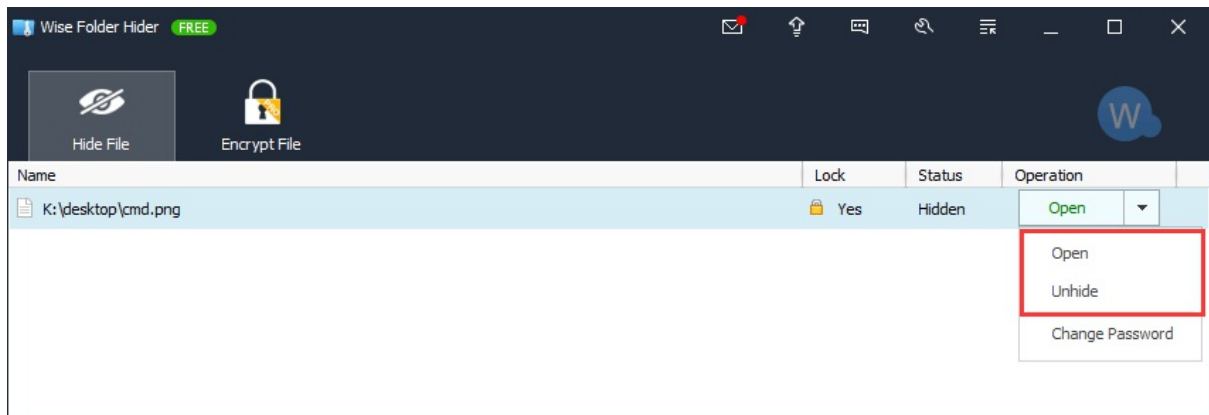 Wise Folder Hider FREE
Hide File
Encrypt File
W
Name Lock Status Operation
K:\desktop\cmd.png Yes Hidden Open
Open
Unhide
Change Password